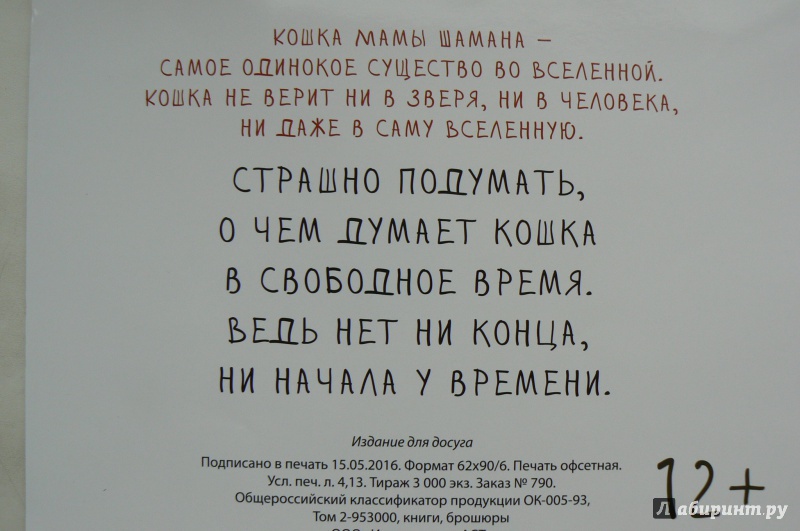 КОШКА МАМЫ ШАМАНА –
САМОЕ ОДИНОКОЕ СУЩЕСТВО ВО ВСЕЛЕННОЙ.
КОШКА НЕ ВЕРИТ НИ В ЗВЕРЯ, НИ В ЧЕЛОВЕКА,
НИ ДАЖЕ В САМУ ВСЕЛЕННУЮ.
СТРАШНО ПОДУМАТЬ,
О ЧЕМ ДУМАЕТ КОШКА
В СВОБОДНОЕ ВРЕМЯ.
ВЕДЬ НЕТ НИ КОНЦА,
НИ НАЧАЛА У ВРЕМЕНИ.
Издание для досуга
Подписано в печать 15.05.2016. Формат 62х90/6. Печать офсетная.
Усл. печ. л. 4,13. Тираж 3 000 экз. Заказ № 790.
Общероссийский классификатор продукции ОК-005-93,
Том 2-953000, книги, брошюры
12+
Лабиринт.ру